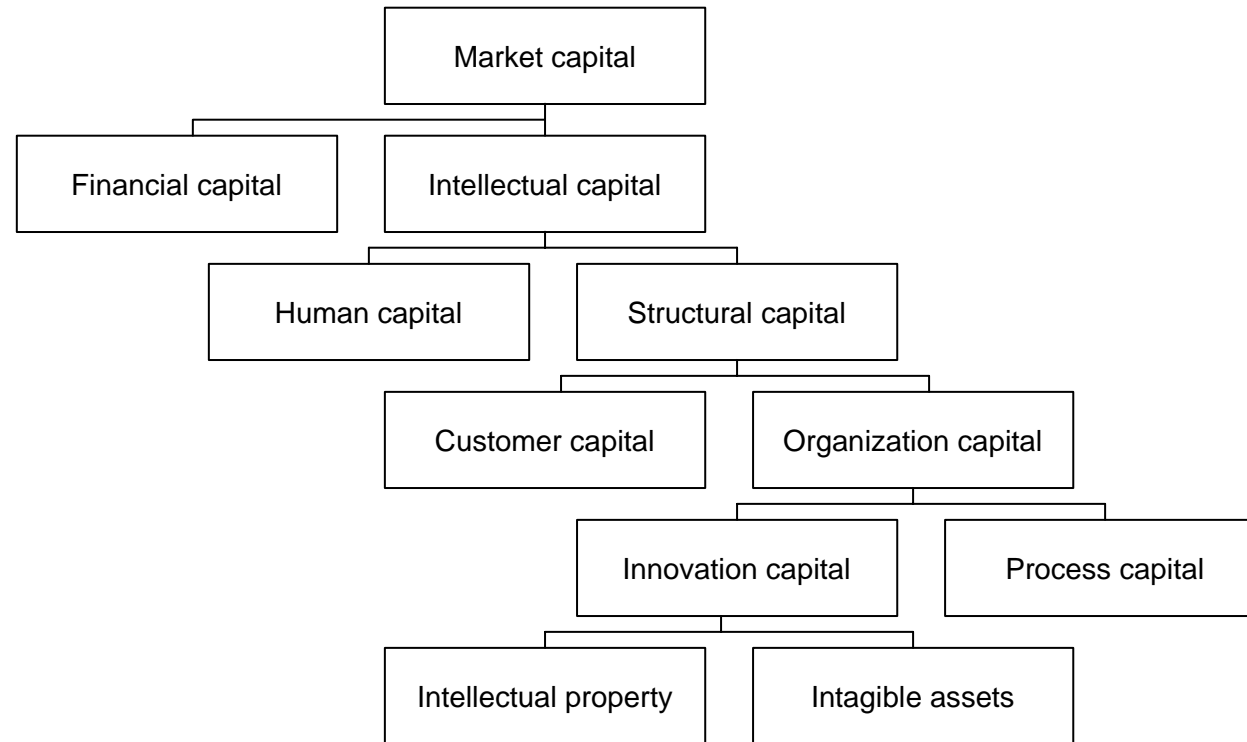 Market capital
Financial capital
Intellectual capital
Human capital
Structural capital
Customer capital
Organization capital
Innovation capital
Process capital
Intellectual property
Intagible assets